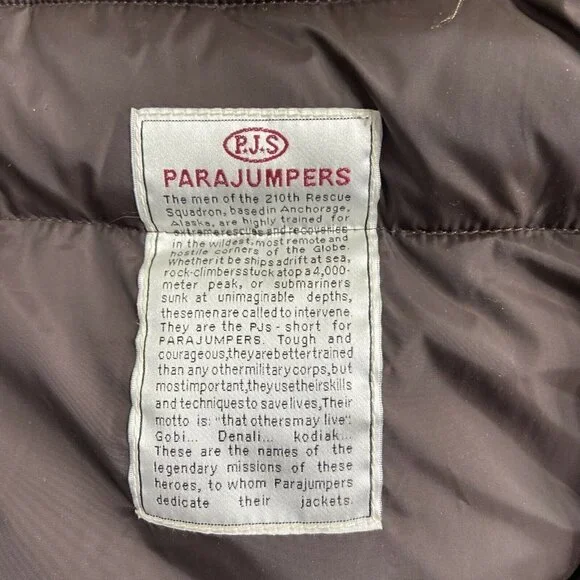 P.J.S
PARAJUMPERS
The men of the 210th Rescue
Squadron, based in Anchorage,
Alaska, are highly trained for
extreme rescues and recoveries
in the wildest, most remote and
hostile corners of the Globe.
Whether it be ships adrift at sea,
rock-climbers stuck atop a 4,000-
meter peak, or submariners
sunk at unimaginable depths,
these men are called to intervene.
They are the PJs - short for
PARAJUMPERS. Tough and
courageous, they are better trained
than any other military corps, but
most important, they use their skills
and techniques to save lives, Their
motto is: "that others may live".
Gobi... Denali... kodiak...
These are the names of the
legendary missions of these
heroes, to whom Parajumpers
dedicate their jackets.